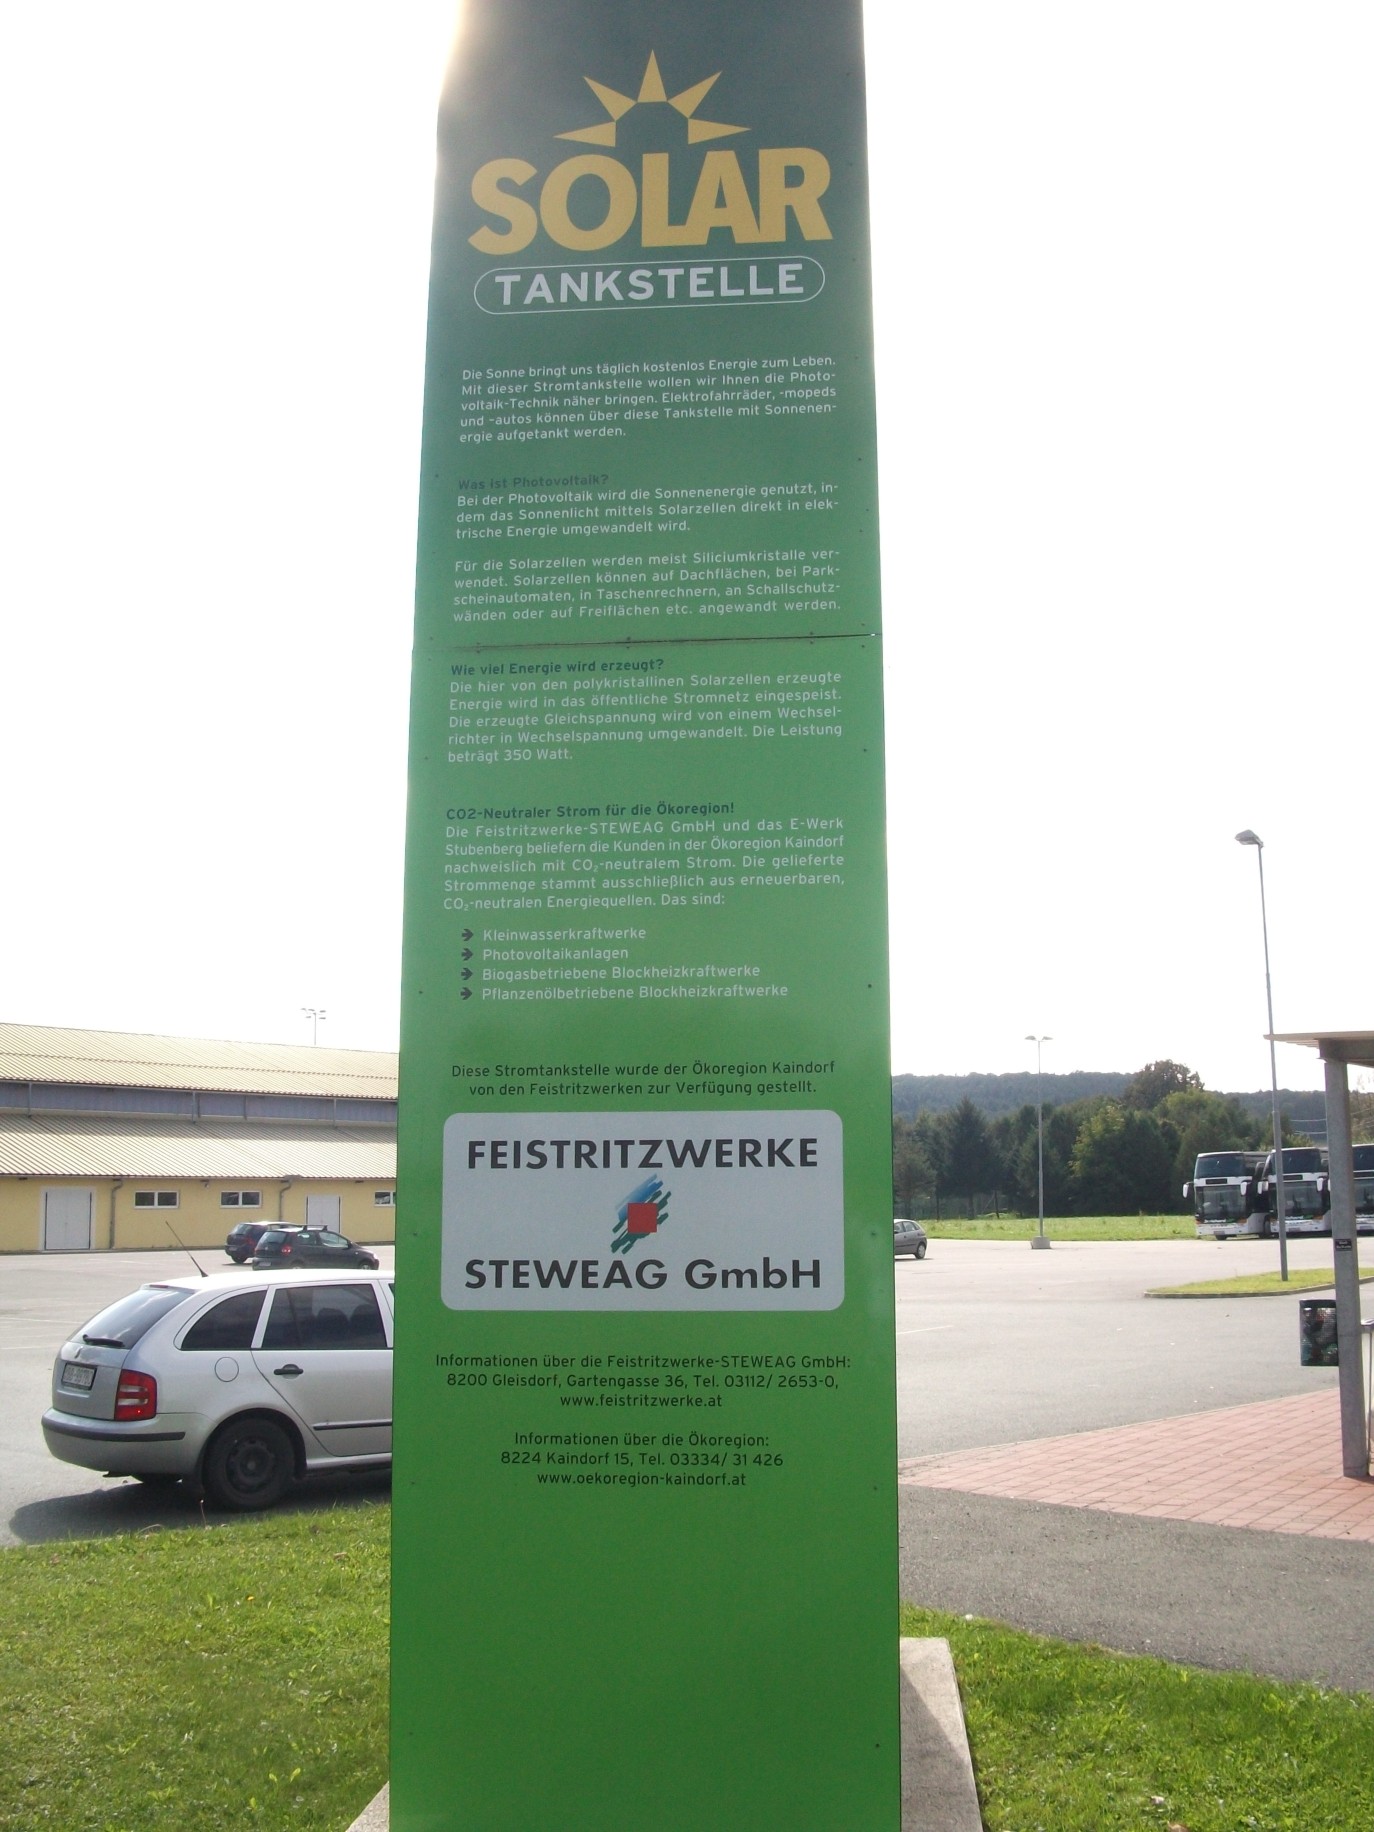 SOLAR
TANKSTELLE
Die Sonne bringt uns täglich kostenlos Energie zum Leben.
Mit dieser Stromtankstelle wollen wir Ihnen die Photo-
voltaik-Technik näher bringen. Elektrofahrräder, -mopeds
und -autos können über diese Tankstelle mit Sonnenen-
ergie aufgetankt werden.
Was ist Photovoltaik?
Bei der Photovoltaik wird die Sonnenenergie genutzt, in-
dem das Sonnenlicht mittels Solarzellen direkt in elek-
trische Energie umgewandelt wird.
Für die Solarzellen werden meist Siliciumkristalle ver-
wendet. Solarzellen können auf Dachflächen, bei Park-
scheinautomaten, in Taschenrechnern, an Schallschutz-
wänden oder auf Freiflächen etc. angewandt werden.
Wie viel Energie wird erzeugt?
Die hier von den polykristallinen Solarzellen erzeugte
Energie wird in das öffentliche Stromnetz eingespeist.
Die erzeugte Gleichspannung wird von einem Wechsel-
richter in Wechselspannung umgewandelt. Die Leistung
beträgt 350 Watt.
CO2-Neutraler Strom für die Ökoregion!
Die Feistritzwerke-STEWEAG GmbH und das E-Werk
Stubenberg beliefern die Kunden in der Ökoregion Kaindorf
nachweislich mit CO₂-neutralem Strom. Die gelieferte
Strommenge stammt ausschließlich aus erneuerbaren,
CO₂-neutralen Energiequellen. Das sind:
➔ Kleinwasserkraftwerke
➔ Photovoltaikanlagen
➔ Biogasbetriebene Blockheizkraftwerke
➔ Pflanzenölbetriebene Blockheizkraftwerke
Diese Stromtankstelle wurde der Ökoregion Kaindorf
von den Feistritzwerken zur Verfügung gestellt.
FEISTRITZWERKE
STEWEAG GmbH
Informationen über die Feistritzwerke-STEWEAG GmbH:
8200 Gleisdorf, Gartengasse 36, Tel. 03112/ 2653-0,
www.feistritzwerke.at
Informationen über die Ökoregion:
8224 Kaindorf 15, Tel. 03334/ 31 426
www.oekoregion-kaindorf.at